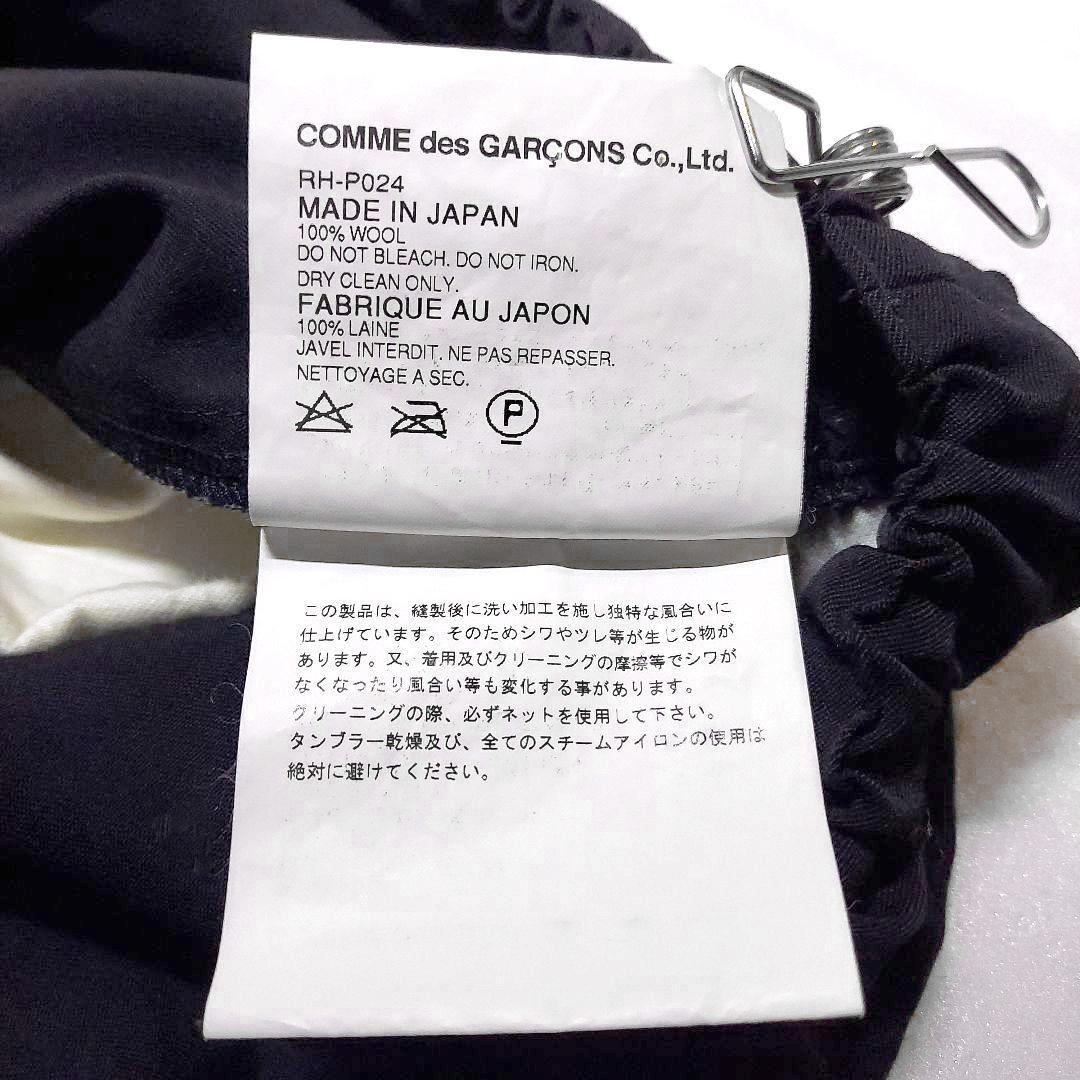 COMME des GARÇONS Co.,Ltd.
RH-P024
MADE IN JAPAN
100% WOOL
DO NOT BLEACH. DO NOT IRON.
DRY CLEAN ONLY.
FABRIQUE AU JAPON
100% LAINE
JAVEL INTERDIT. NE PAS REPASSER.
NETTOYAGE A SEC.
P
この製品は、縫製後に洗い加工を施し独特な風合いに
仕上げています。そのためシワやツレ等が生じる物が
あります。又、着用及びクリーニングの摩擦等でシワが
なくなったり風合い等も変化する事があります。
クリーニングの際、必ずネットを使用して下さい。
タンブラー乾燥及び、全てのスチームアイロンの使用は
絶対に避けてください。